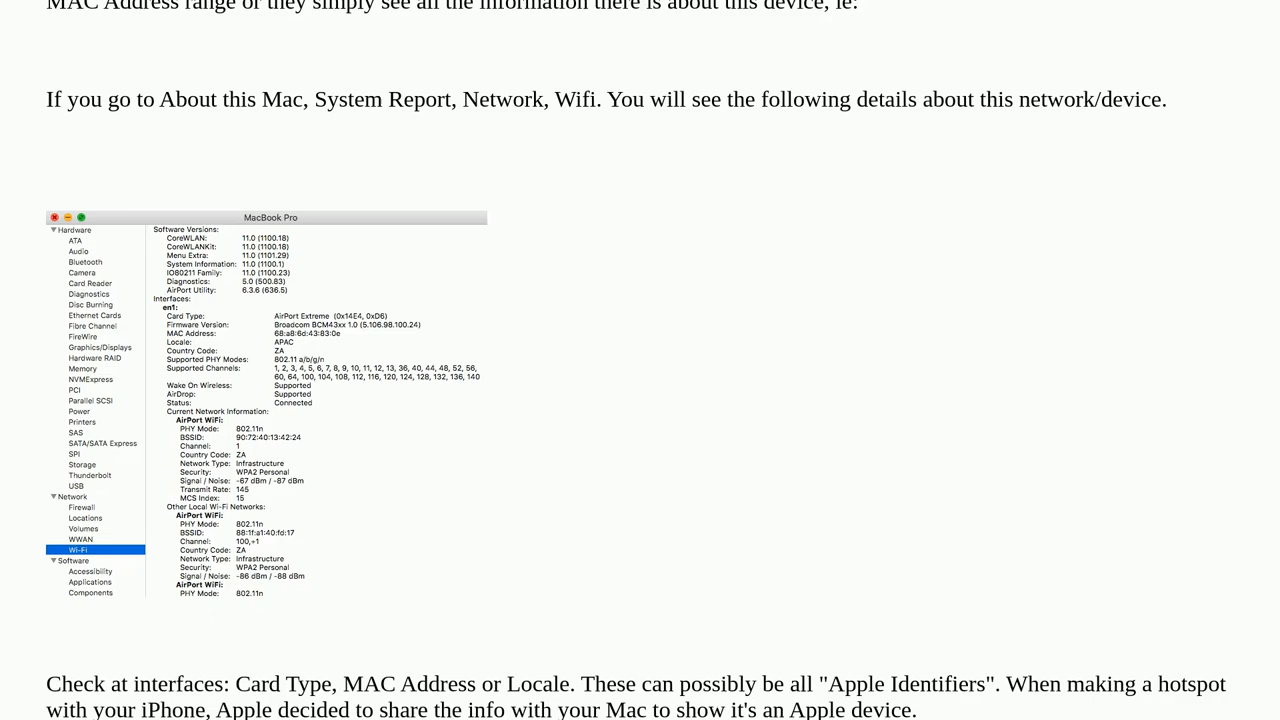 MAC Address range or they simply see all the information there is about this device, ie:
If you go to About this Mac, System Report, Network, Wifi. You will see the following details about this network/device.
MacBook Pro
Hardware
ATA
Audio
Bluetooth
Camera
Card Reader
Diagnostics
Disc Burning
Ethernet Cards
Fibre Channel
FireWire
Graphics/Displays
Hardware RAID
Memory
NVMExpress
PCI
Parallel SCSI
Power
Printers
SAS
SATA/SATA Express
SPI
Storage
Thunderbolt
USB
Network
Firewall
Locations
Volumes
WWAN
Wi-Fi
Software
Accessibility
Applications
Components
Software Versions:
CoreWLAN: 11.0 (1100.18)
CoreWLANKit: 11.0 (1100.18)
Menu Extra: 11.0 (1101.29)
System Information: 11.0 (1100.1)
IO80211 Family: 11.0 (1100.23)
Diagnostics: 5.0 (500.83)
AirPort Utility: 6.3.6 (636.5)
Interfaces:
en1:
Card Type: AirPort Extreme (0x14E4, 0xD6)
Firmware Version: Broadcom BCM43xx 1.0 (5.106.98.100.24)
MAC Address: 68:a8:6d:43:83:0e
Locale: APAC
Country Code: ZA
Supported PHY Modes: 802.11 a/b/g/n
Supported Channels: 1, 2, 3, 4, 5, 6, 7, 8, 9, 10, 11, 12, 13, 36, 40, 44, 48, 52, 56,
60, 64, 100, 104, 108, 112, 116, 120, 124, 128, 132, 136, 140
Wake On Wireless: Supported
AirDrop: Supported
Status: Connected
Current Network Information:
AirPort WiFi:
PHY Mode: 802.11n
BSSID: 90:72:40:13:42:24
Channel: 1
Country Code: ZA
Network Type: Infrastructure
Security: WPA2 Personal
Signal / Noise: -67 dBm / -87 dBm
Transmit Rate: 145
MCS Index: 15
Other Local Wi-Fi Networks:
AirPort WiFi:
PHY Mode: 802.11n
BSSID: 88:1f:a1:40:fd:17
Channel: 100,+1
Country Code: ZA
Network Type: Infrastructure
Security: WPA2 Personal
Signal / Noise: -86 dBm / -88 dBm
AirPort WiFi:
PHY Mode: 802.11n
Check at interfaces: Card Type, MAC Address or Locale. These can possibly be all "Apple Identifiers". When making a hotspot
with your iPhone, Apple decided to share the info with your Mac to show it's an Apple device.